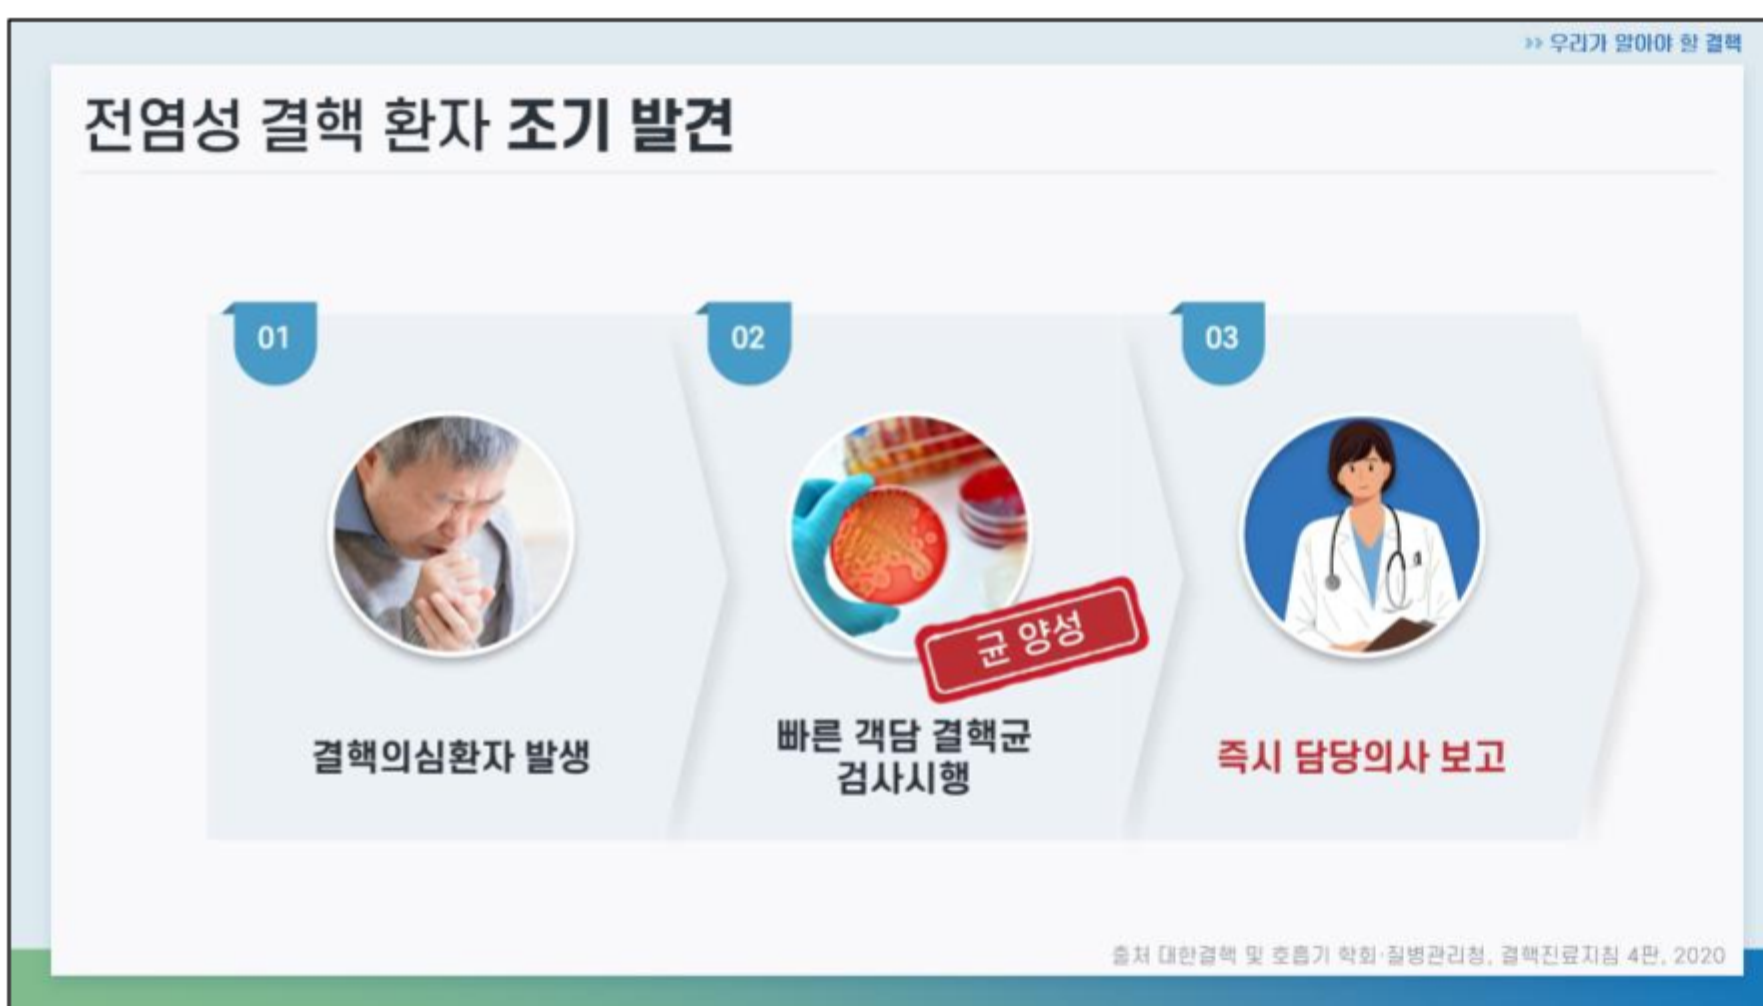 ›› 우리가 알아야 할 결핵
전염성 결핵 환자 조기 발견
01
결핵의심환자 발생
02
균 양성
빠른 객담 결핵균
검사시행
03
즉시 담당의사 보고
출처 대한결핵 및 호흡기 학회·질병관리청, 결핵진료지침 4판, 2020